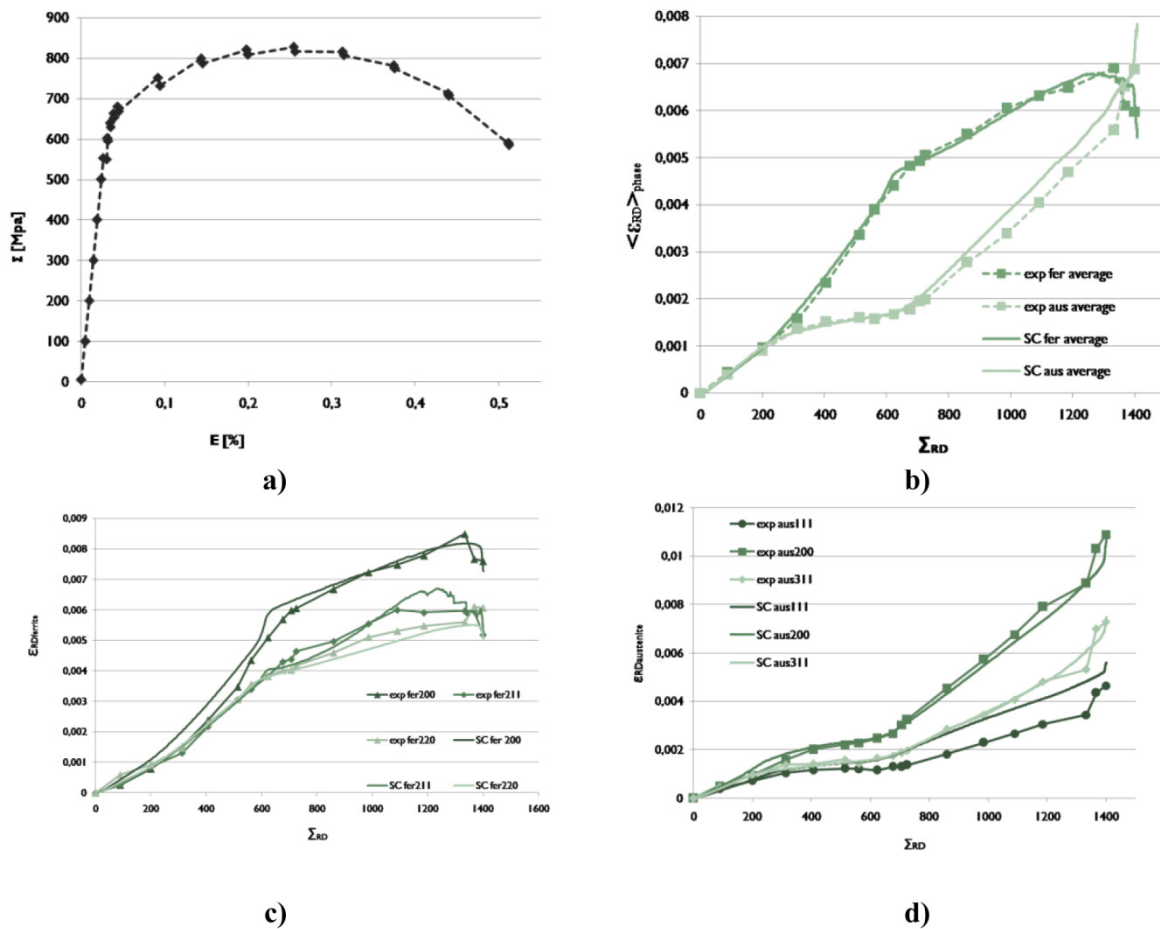 900
800
700
600
500
400
300
200
100
0
Σ [Mpa]
0 0,1 0,2 0,3 0,4 0,5
E [%]
a)
0,008
0,007
0,006
0,005
0,004
0,003
0,002
0,001
0
<ε_RD>_phase
exp fer average
exp aus average
SC fer average
SC aus average
0 200 400 600 800 1000 1200 1400
Σ_RD
b)
0,009
0,008
0,007
0,006
0,005
0,004
0,003
0,002
0,001
0
ε_RDferrite
exp fer200 exp fer211
exp fer220 SC fer 200
SC fer211 SC fer220
0 200 400 600 800 1000 1200 1400 1600
Σ_RD
c)
0,012
0,01
0,008
0,006
0,004
0,002
0
ε_RDaustenite
exp aus111
exp aus200
exp aus311
SC aus111
SC aus200
SC aus311
0 200 400 600 800 1000 1200 1400
Σ_RD
d)